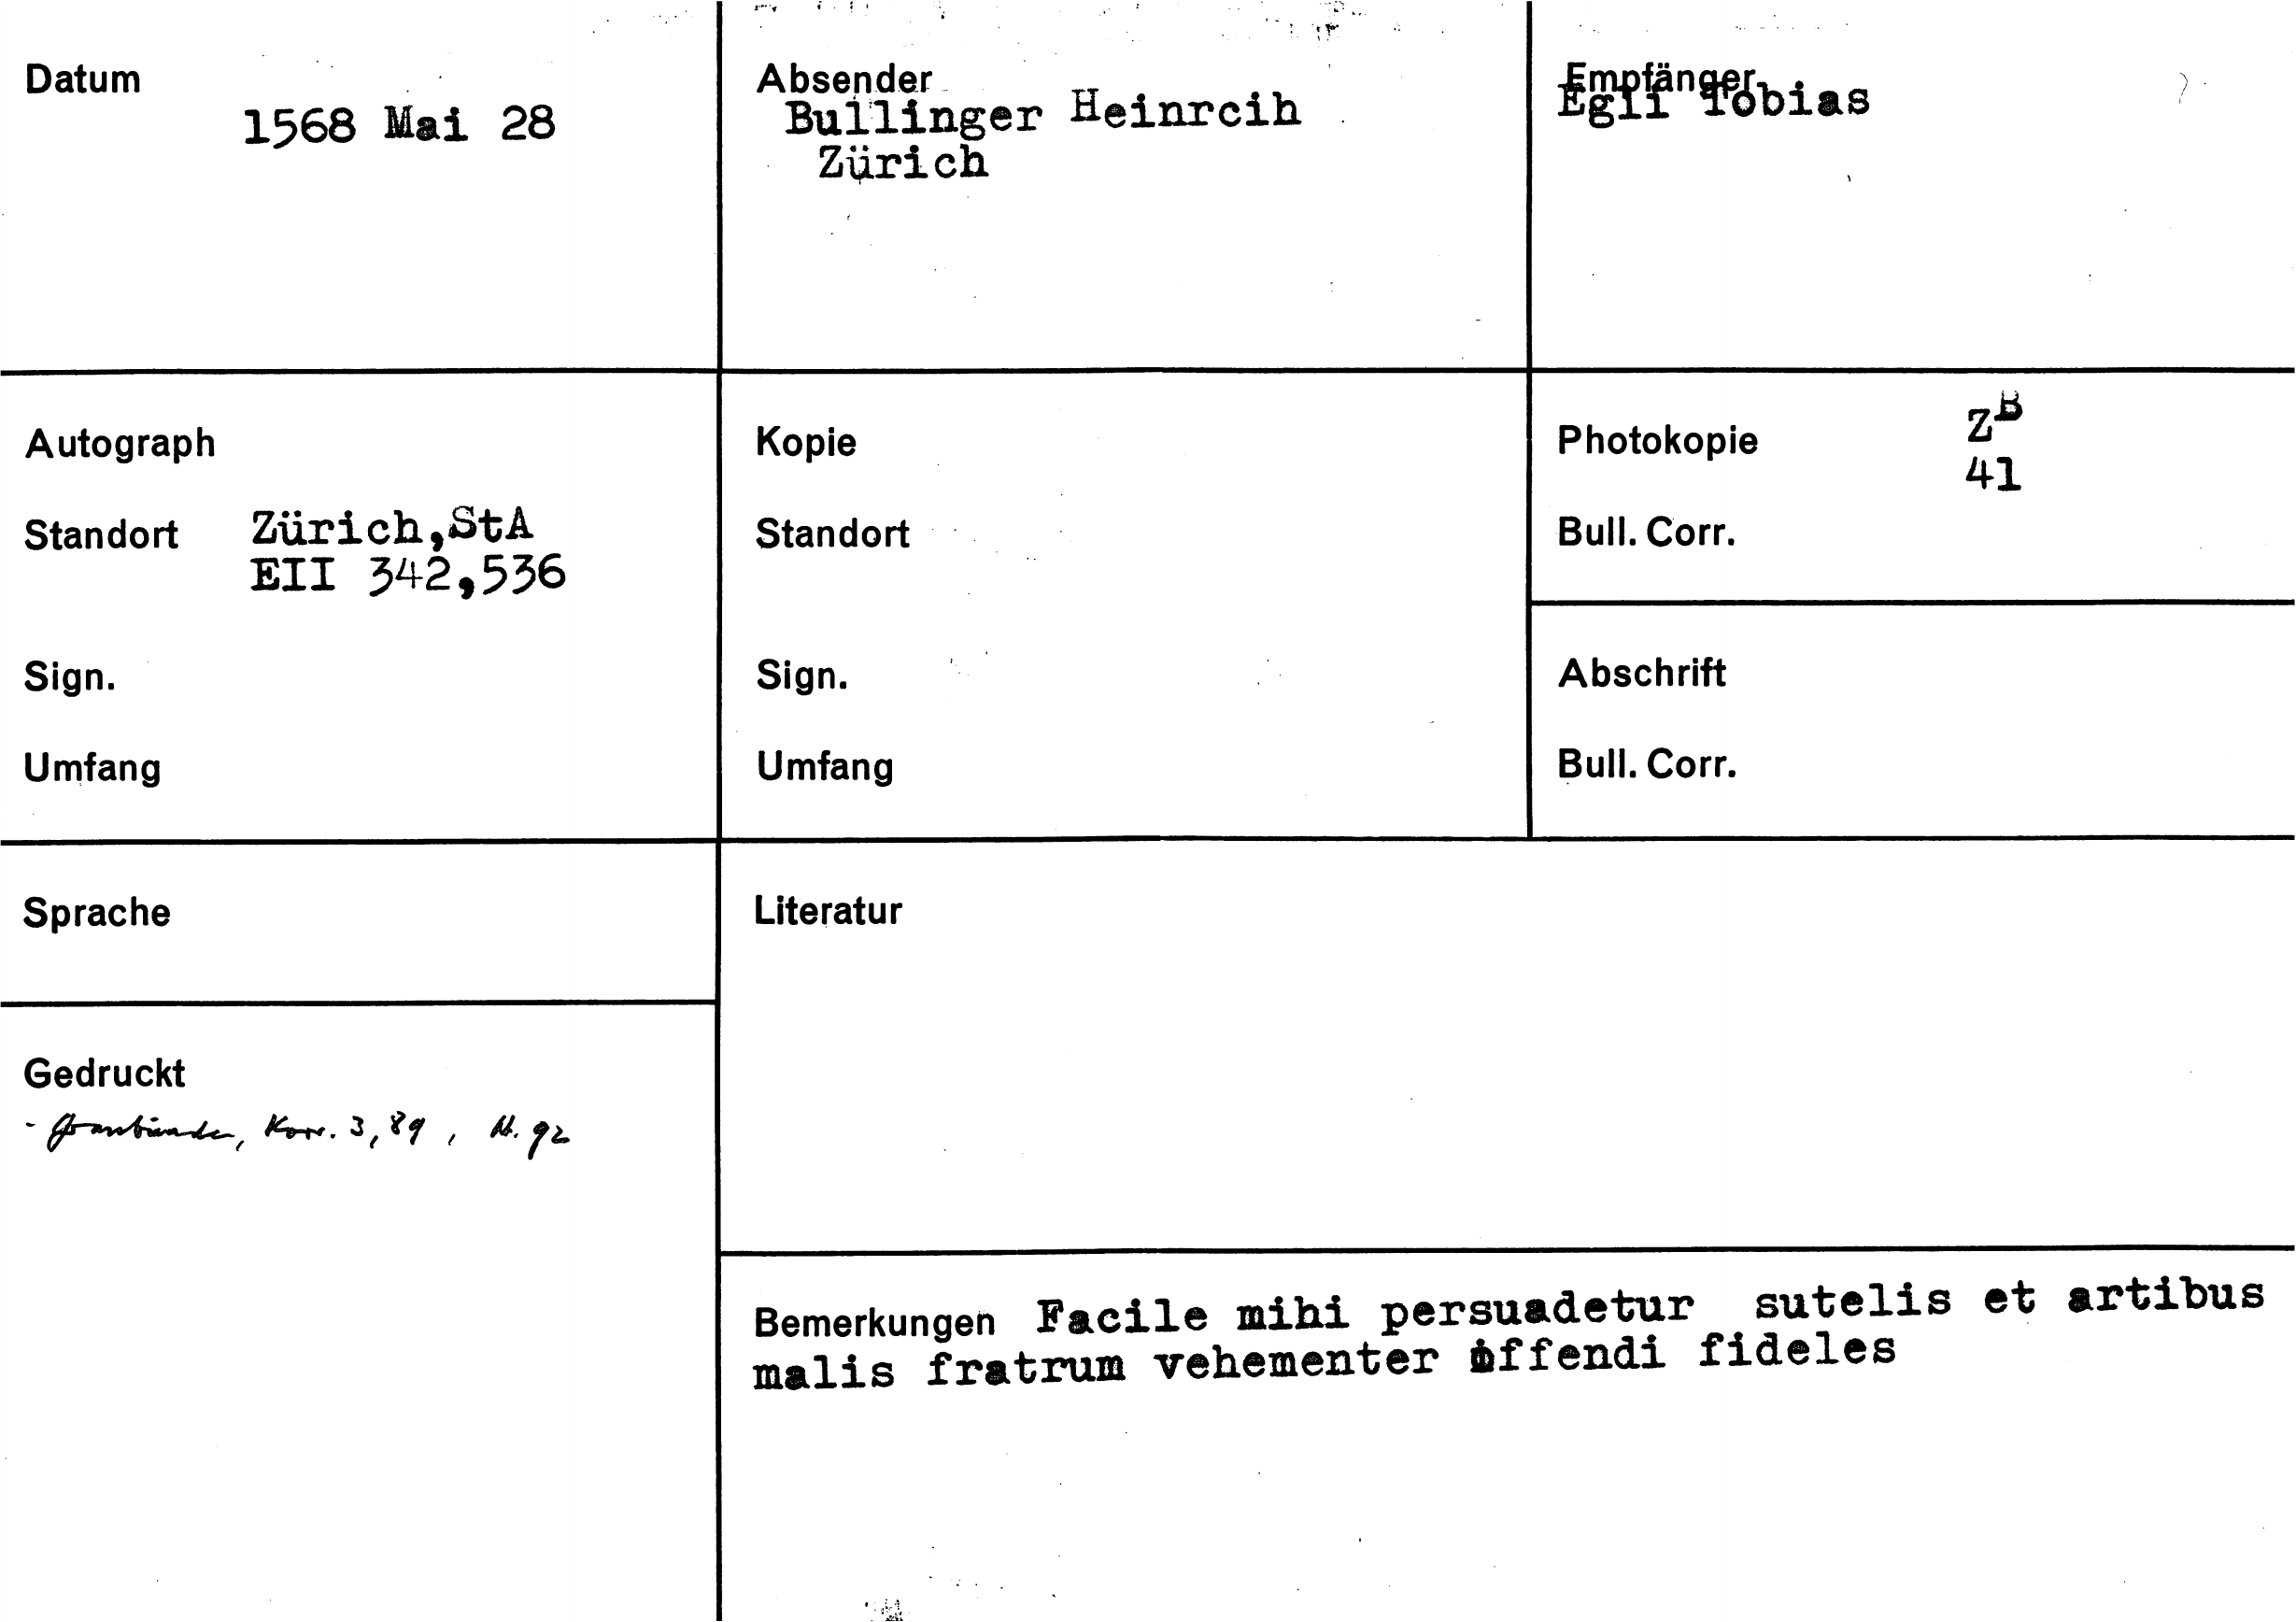 Datum
1568 Mai 28
Absender
Bullinger Heinrcih
Zürich
Empfänger
Egli Tobias
Autograph
Standort Zürich,StA
EII 342,536
Sign.
Umfang
Kopie
Standort
Sign.
Umfang
Photokopie ZB
41
Bull. Corr.
Abschrift
Bull. Corr.
Sprache
Gedruckt
- Graubünden, Korr. 3, 89, N. 92
Literatur
Bemerkungen Facile mihi persuadetur sutelis et artibus
malis fratrum vehementer offendi fideles